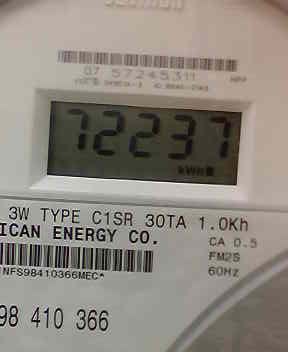 07 57245311
72237
kWh
3W TYPE C1SR 30TA 1.0Kh
ICAN ENERGY CO.
CA 0.5
FM2S
60Hz
NFS98410366MEC*
98 410 366